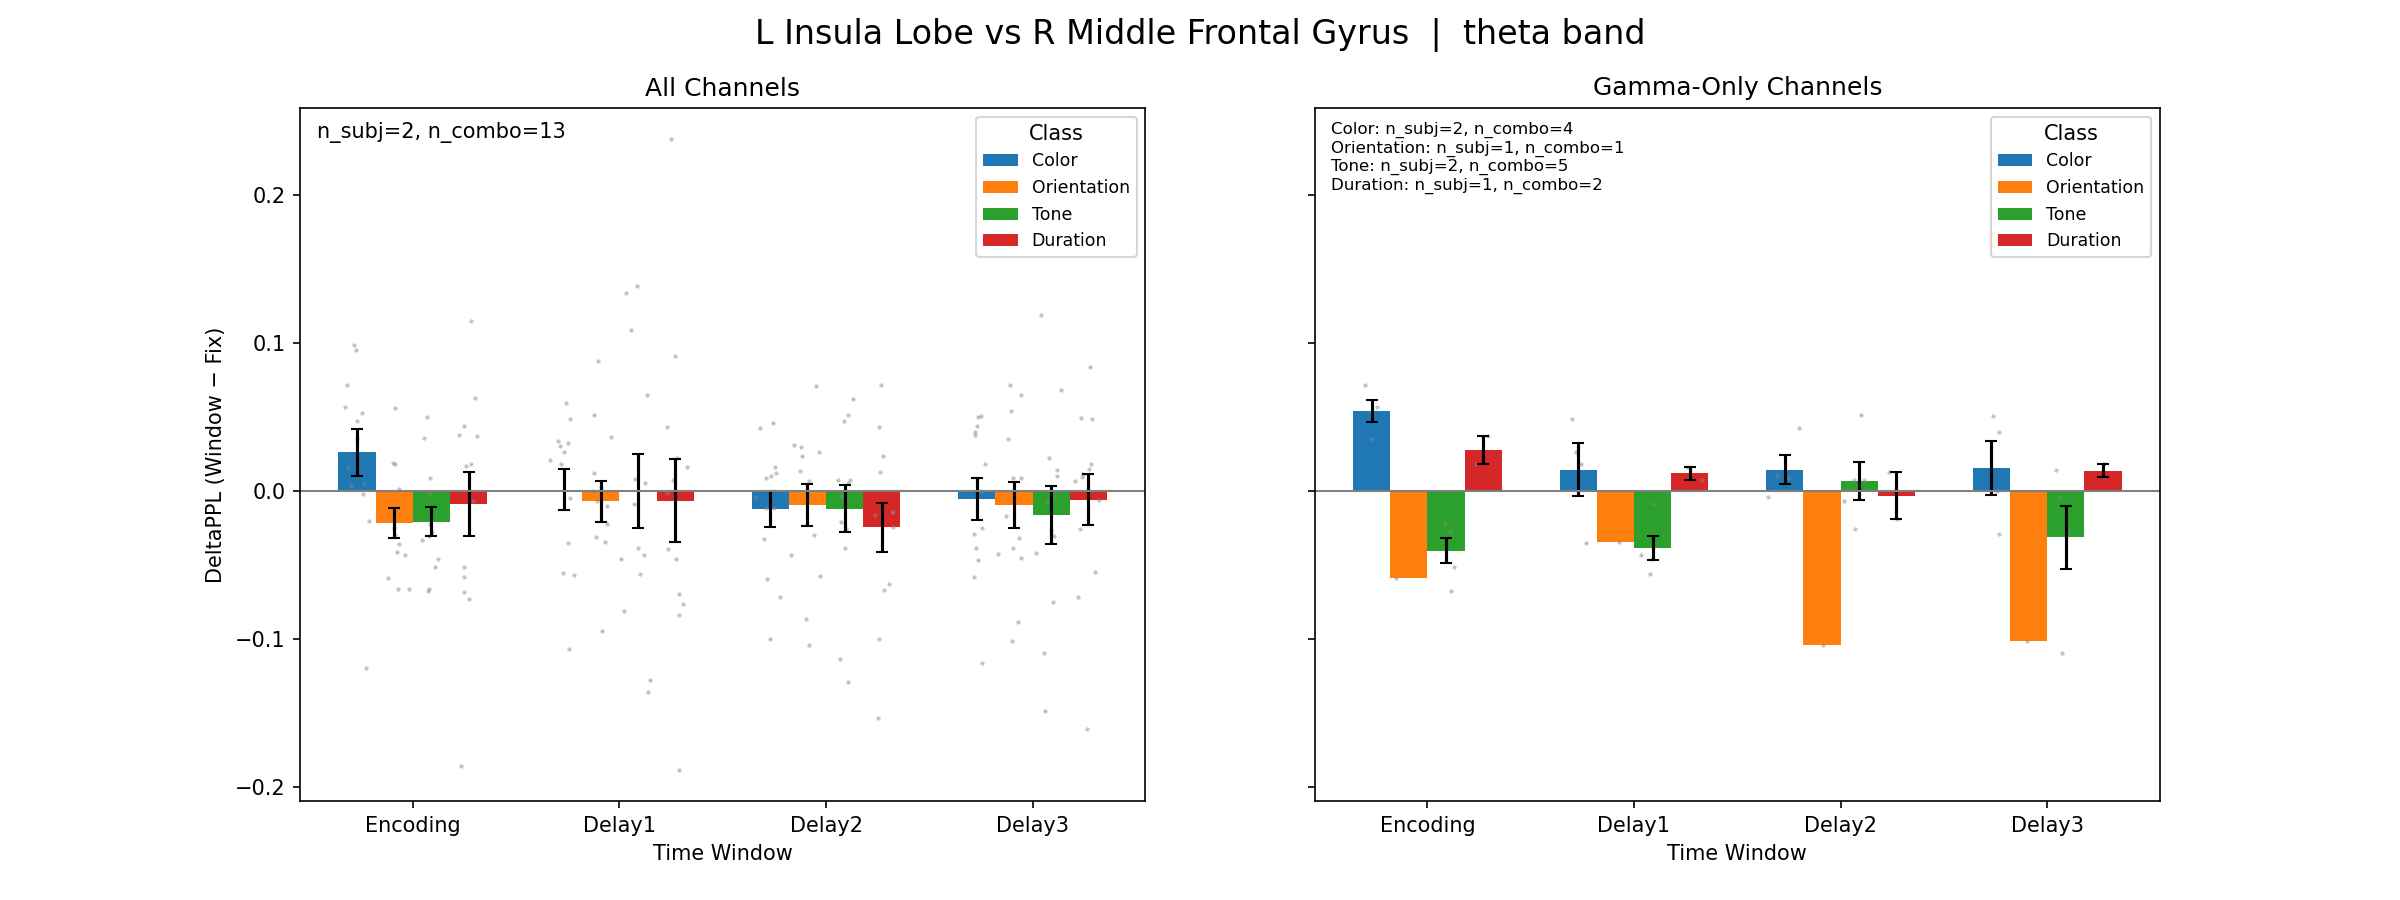 L Insula Lobe vs R Middle Frontal Gyrus | theta band
All Channels
n_subj=2, n_combo=13
Class
Color
Orientation
Tone
Duration
DeltaPPL (Window − Fix)
0.2
0.1
0.0
−0.1
−0.2
Encoding
Delay1
Delay2
Delay3
Time Window
Gamma-Only Channels
Color: n_subj=2, n_combo=4
Orientation: n_subj=1, n_combo=1
Tone: n_subj=2, n_combo=5
Duration: n_subj=1, n_combo=2
Class
Color
Orientation
Tone
Duration
Encoding
Delay1
Delay2
Delay3
Time Window